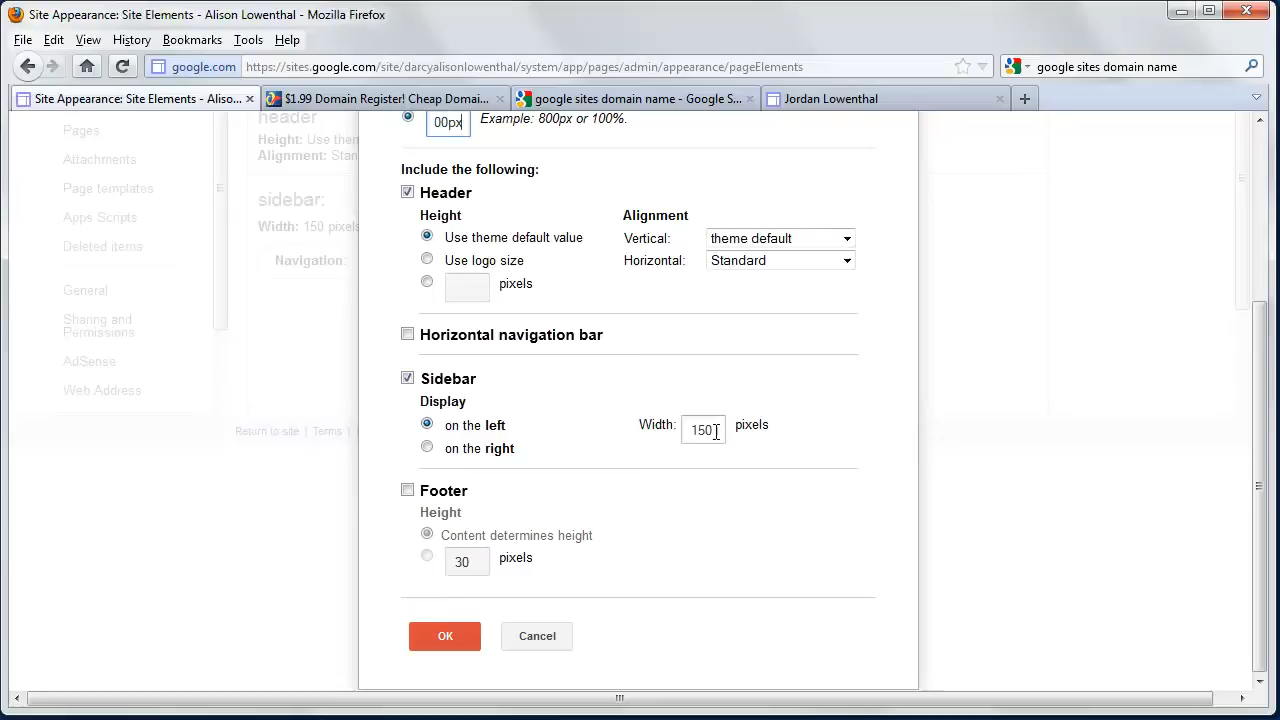 Site Appearance: Site Elements - Alison Lowenthal - Mozilla Firefox
File Edit View History Bookmarks Tools Help
google.com https://sites.google.com/site/darcyalisonlowenthal/system/app/pages/admin/appearance/pageElements google sites domain name
Site Appearance: Site Elements - Aliso... $1.99 Domain Register! Cheap Domai... google sites domain name - Google S... Jordan Lowenthal
00px Example: 800px or 100%.
header
Pages
Height: Use them
Attachments
Alignment: Stan
Include the following:
Page templates
Header
sidebar:
Height Alignment
Apps Scripts
Width: 150 pixels
Use theme default value Vertical: theme default
Deleted items
Navigation:
Use logo size Horizontal: Standard
pixels
General
Sharing and
Permissions
Horizontal navigation bar
AdSense
Sidebar
Web Address
Display
on the left Width: 150 pixels
Return to site | Terms |
on the right
Footer
Height
Content determines height
30 pixels
OK Cancel